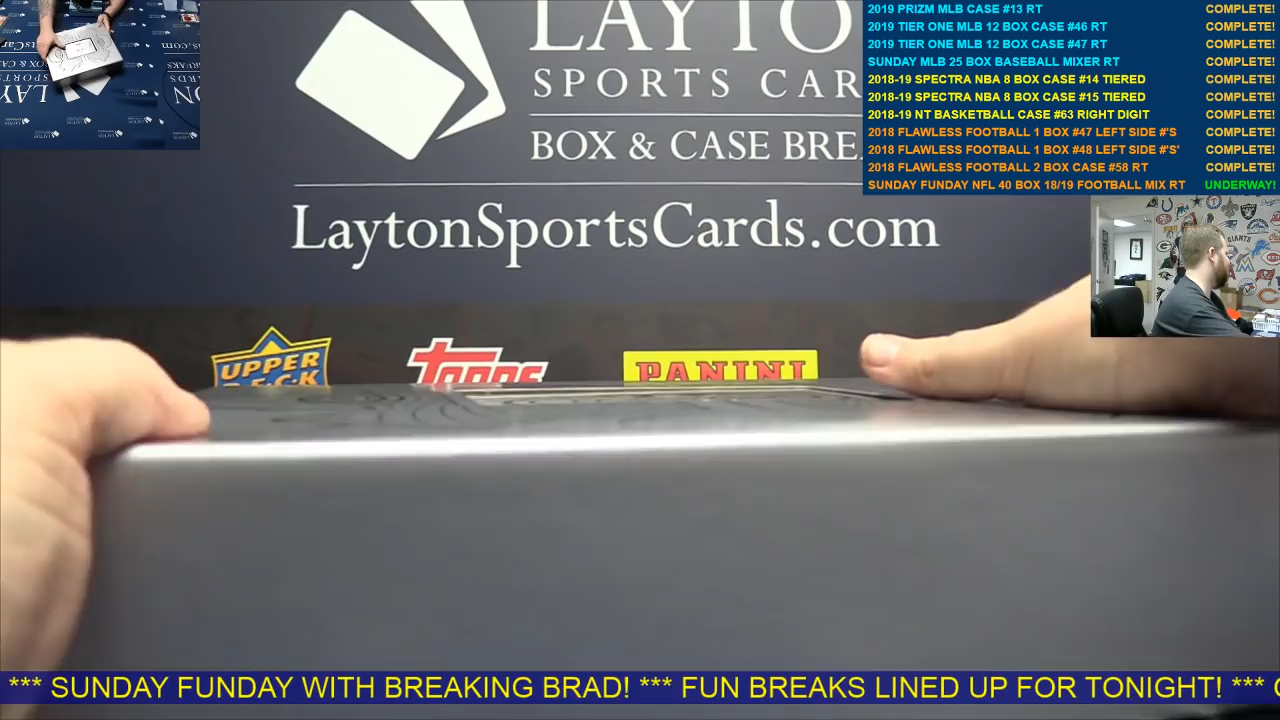 LAYTO
SPORTS CAR
BOX & CASE BRE
LaytonSportsCards.com
UPPER
DECK
Topps
PANINI
2019 PRIZM MLB CASE #13 RT COMPLETE!
2019 TIER ONE MLB 12 BOX CASE #46 RT COMPLETE!
2019 TIER ONE MLB 12 BOX CASE #47 RT COMPLETE!
SUNDAY MLB 25 BOX BASEBALL MIXER RT COMPLETE!
2018-19 SPECTRA NBA 8 BOX CASE #14 TIERED COMPLETE!
2018-19 SPECTRA NBA 8 BOX CASE #15 TIERED COMPLETE!
2018-19 NT BASKETBALL CASE #63 RIGHT DIGIT COMPLETE!
2018 FLAWLESS FOOTBALL 1 BOX #47 LEFT SIDE #'S COMPLETE!
2018 FLAWLESS FOOTBALL 1 BOX #48 LEFT SIDE #'S' COMPLETE!
2018 FLAWLESS FOOTBALL 2 BOX CASE #58 RT COMPLETE!
SUNDAY FUNDAY NFL 40 BOX 18/19 FOOTBALL MIX RT UNDERWAY!
GIANTS
*** SUNDAY FUNDAY WITH BREAKING BRAD! *** FUN BREAKS LINED UP FOR TONIGHT! ***